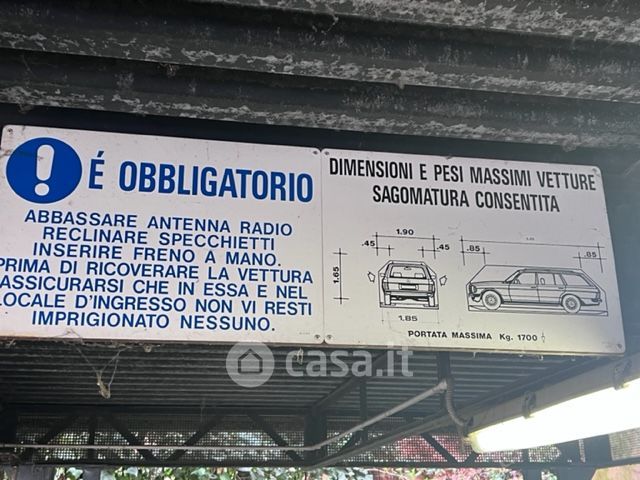 É OBBLIGATORIO
ABBASSARE ANTENNA RADIO
RECLINARE SPECCHIETTI
INSERIRE FRENO A MANO.
PRIMA DI RICOVERARE LA VETTURA
ASSICURARSI CHE IN ESSA E NEL
LOCALE D'INGRESSO NON VI RESTI
IMPRIGIONATO NESSUNO.
DIMENSIONI E PESI MASSIMI VETTURE
SAGOMATURA CONSENTITA
1.90
.45 .45 .85
.85
1.65
1.85
PORTATA MASSIMA Kg. 1700
casa.it